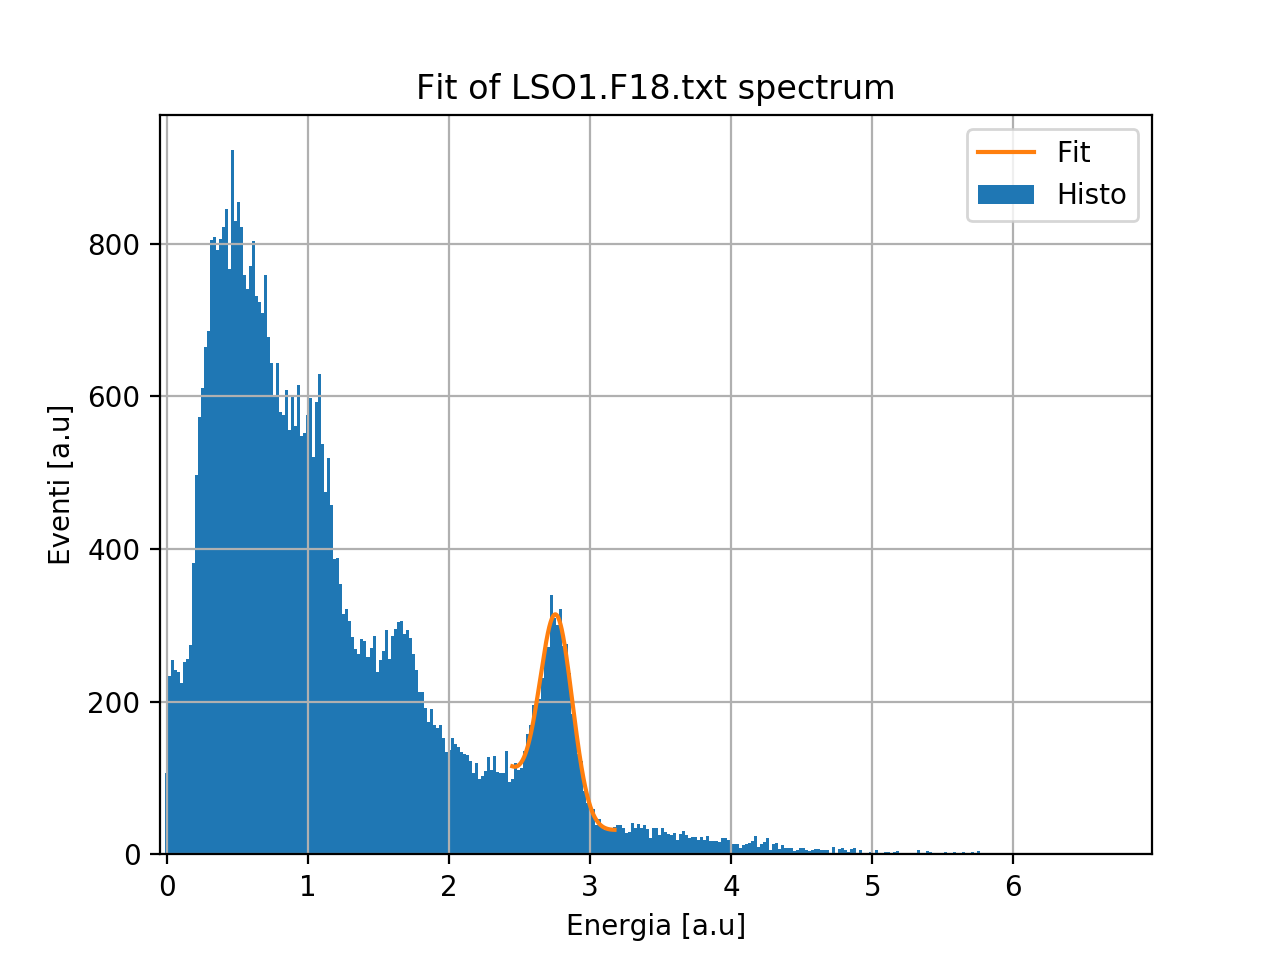 Fit of LSO1.F18.txt spectrum
Fit
Histo
800
600
400
200
0
Eventi [a.u]
0 1 2 3 4 5 6
Energia [a.u]